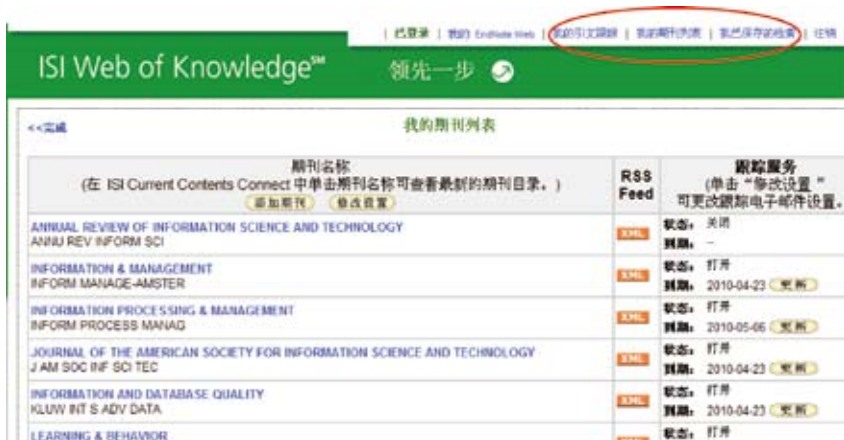 | 已登录 | 我的 EndNote Web | 我的引文跟踪 | 我的期刊列表 | 我已保存的检索 | 注销
ISI Web of Knowledge℠ 领先一步
<<完成 我的期刊列表
期刊名称
(在 ISI Current Contents Connect 中单击期刊名称可查看最新的期刊目录。)
添加期刊 修改设置
RSS
Feed
跟踪服务
(单击 “修改设置 ”
可更改跟踪电子邮件设置。
ANNUAL REVIEW OF INFORMATION SCIENCE AND TECHNOLOGY
ANNU REV INFORM SCI
XML
状态: 关闭
到期: –
INFORMATION & MANAGEMENT
INFORM MANAGE-AMSTER
XML
状态: 打开
到期: 2010-04-23 更新
INFORMATION PROCESSING & MANAGEMENT
INFORM PROCESS MANAG
XML
状态: 打开
到期: 2010-05-06 更新
JOURNAL OF THE AMERICAN SOCIETY FOR INFORMATION SCIENCE AND TECHNOLOGY
J AM SOC INF SCI TEC
XML
状态: 打开
到期: 2010-04-23 更新
INFORMATION AND DATABASE QUALITY
KLUW INT S ADV DATA
XML
状态: 打开
到期: 2010-04-23 更新
LEARNING & BEHAVIOR
状态: 打开